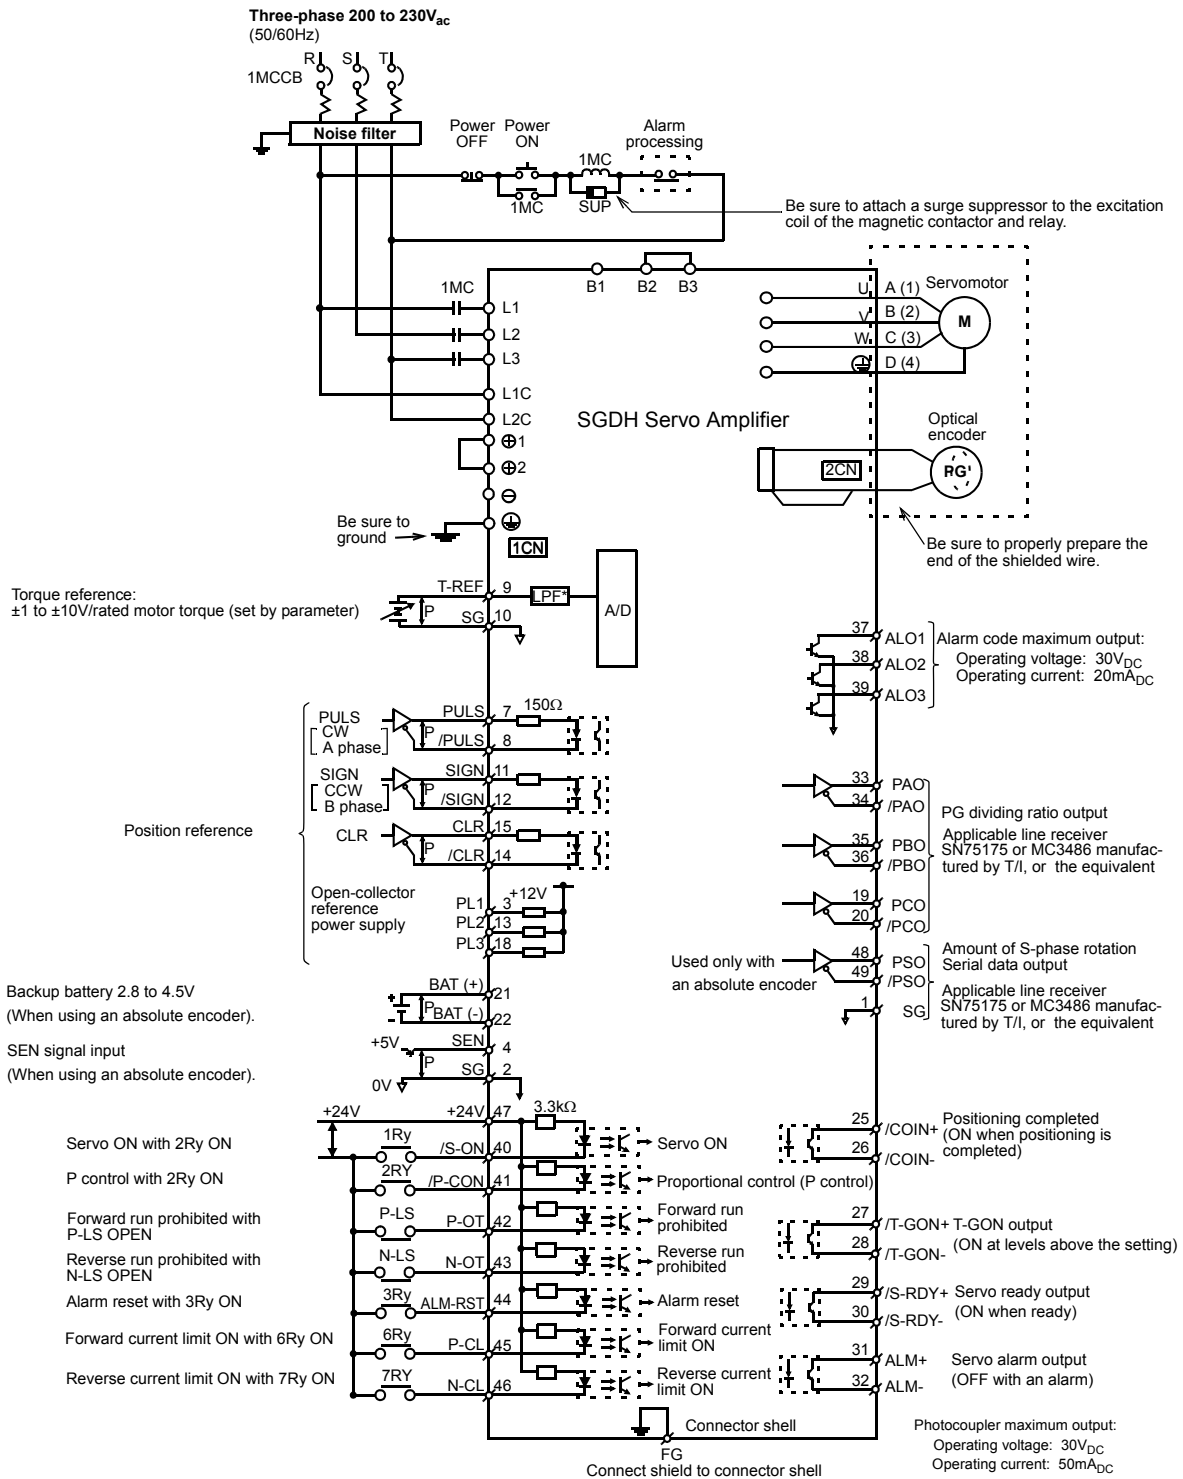 Three-phase 200 to 230Vac
(50/60Hz)
R S T
1MCCB
Noise filter
Power
OFF
Power
ON
Alarm
processing
1MC
1MC
SUP
Be sure to attach a surge suppressor to the excitation
coil of the magnetic contactor and relay.
B1 B2 B3
1MC
L1
L2
L3
L1C
L2C
⊕1
⊕2
⊖
Be sure to
ground
1CN
SGDH Servo Amplifier
U A (1)
V B (2)
W C (3)
D (4)
Servomotor
M
Optical
encoder
2CN
PG
Be sure to properly prepare the
end of the shielded wire.
Torque reference:
±1 to ±10V/rated motor torque (set by parameter)
P
T-REF 9
SG 10
LPF*
A/D
37 ALO1
38 ALO2
39 ALO3
Alarm code maximum output:
Operating voltage: 30VDC
Operating current: 20mADC
Position reference
PULS
CW
A phase
P
PULS 7
/PULS 8
150Ω
SIGN
CCW
B phase
P
SIGN 11
/SIGN 12
CLR
P
CLR 15
/CLR 14
Open-collector
reference
power supply
PL1 3
PL2 13
PL3 18
+12V
33 PAO
34 /PAO
35 PBO
36 /PBO
19 PCO
20 /PCO
PG dividing ratio output
Applicable line receiver
SN75175 or MC3486 manufac-
tured by T/I, or the equivalent
Used only with
an absolute encoder
48 PSO
49 /PSO
1 SG
Amount of S-phase rotation
Serial data output
Applicable line receiver
SN75175 or MC3486 manufac-
tured by T/I, or the equivalent
Backup battery 2.8 to 4.5V
(When using an absolute encoder).
+
-
P
BAT (+) 21
BAT (-) 22
SEN signal input
(When using an absolute encoder).
+5V
0V
P
SEN 4
SG 2
+24V
+24V 47
3.3kΩ
Servo ON with 2Ry ON
1Ry
/S-ON 40
Servo ON
P control with 2Ry ON
2RY
/P-CON 41
Proportional control (P control)
Forward run prohibited with
P-LS OPEN
P-LS
P-OT 42
Forward run
prohibited
Reverse run prohibited with
N-LS OPEN
N-LS
N-OT 43
Reverse run
prohibited
Alarm reset with 3Ry ON
3Ry
ALM-RST 44
Alarm reset
Forward current limit ON with 6Ry ON
6Ry
P-CL 45
Forward current
limit ON
Reverse current limit ON with 7Ry ON
7RY
N-CL 46
Reverse current
limit ON
25 /COIN+
26 /COIN-
Positioning completed
(ON when positioning is
completed)
27 /T-GON+
28 /T-GON-
T-GON output
(ON at levels above the setting)
29 /S-RDY+
30 /S-RDY-
Servo ready output
(ON when ready)
31 ALM+
32 ALM-
Servo alarm output
(OFF with an alarm)
Connector shell
FG
Connect shield to connector shell
Photocoupler maximum output:
Operating voltage: 30VDC
Operating current: 50mADC